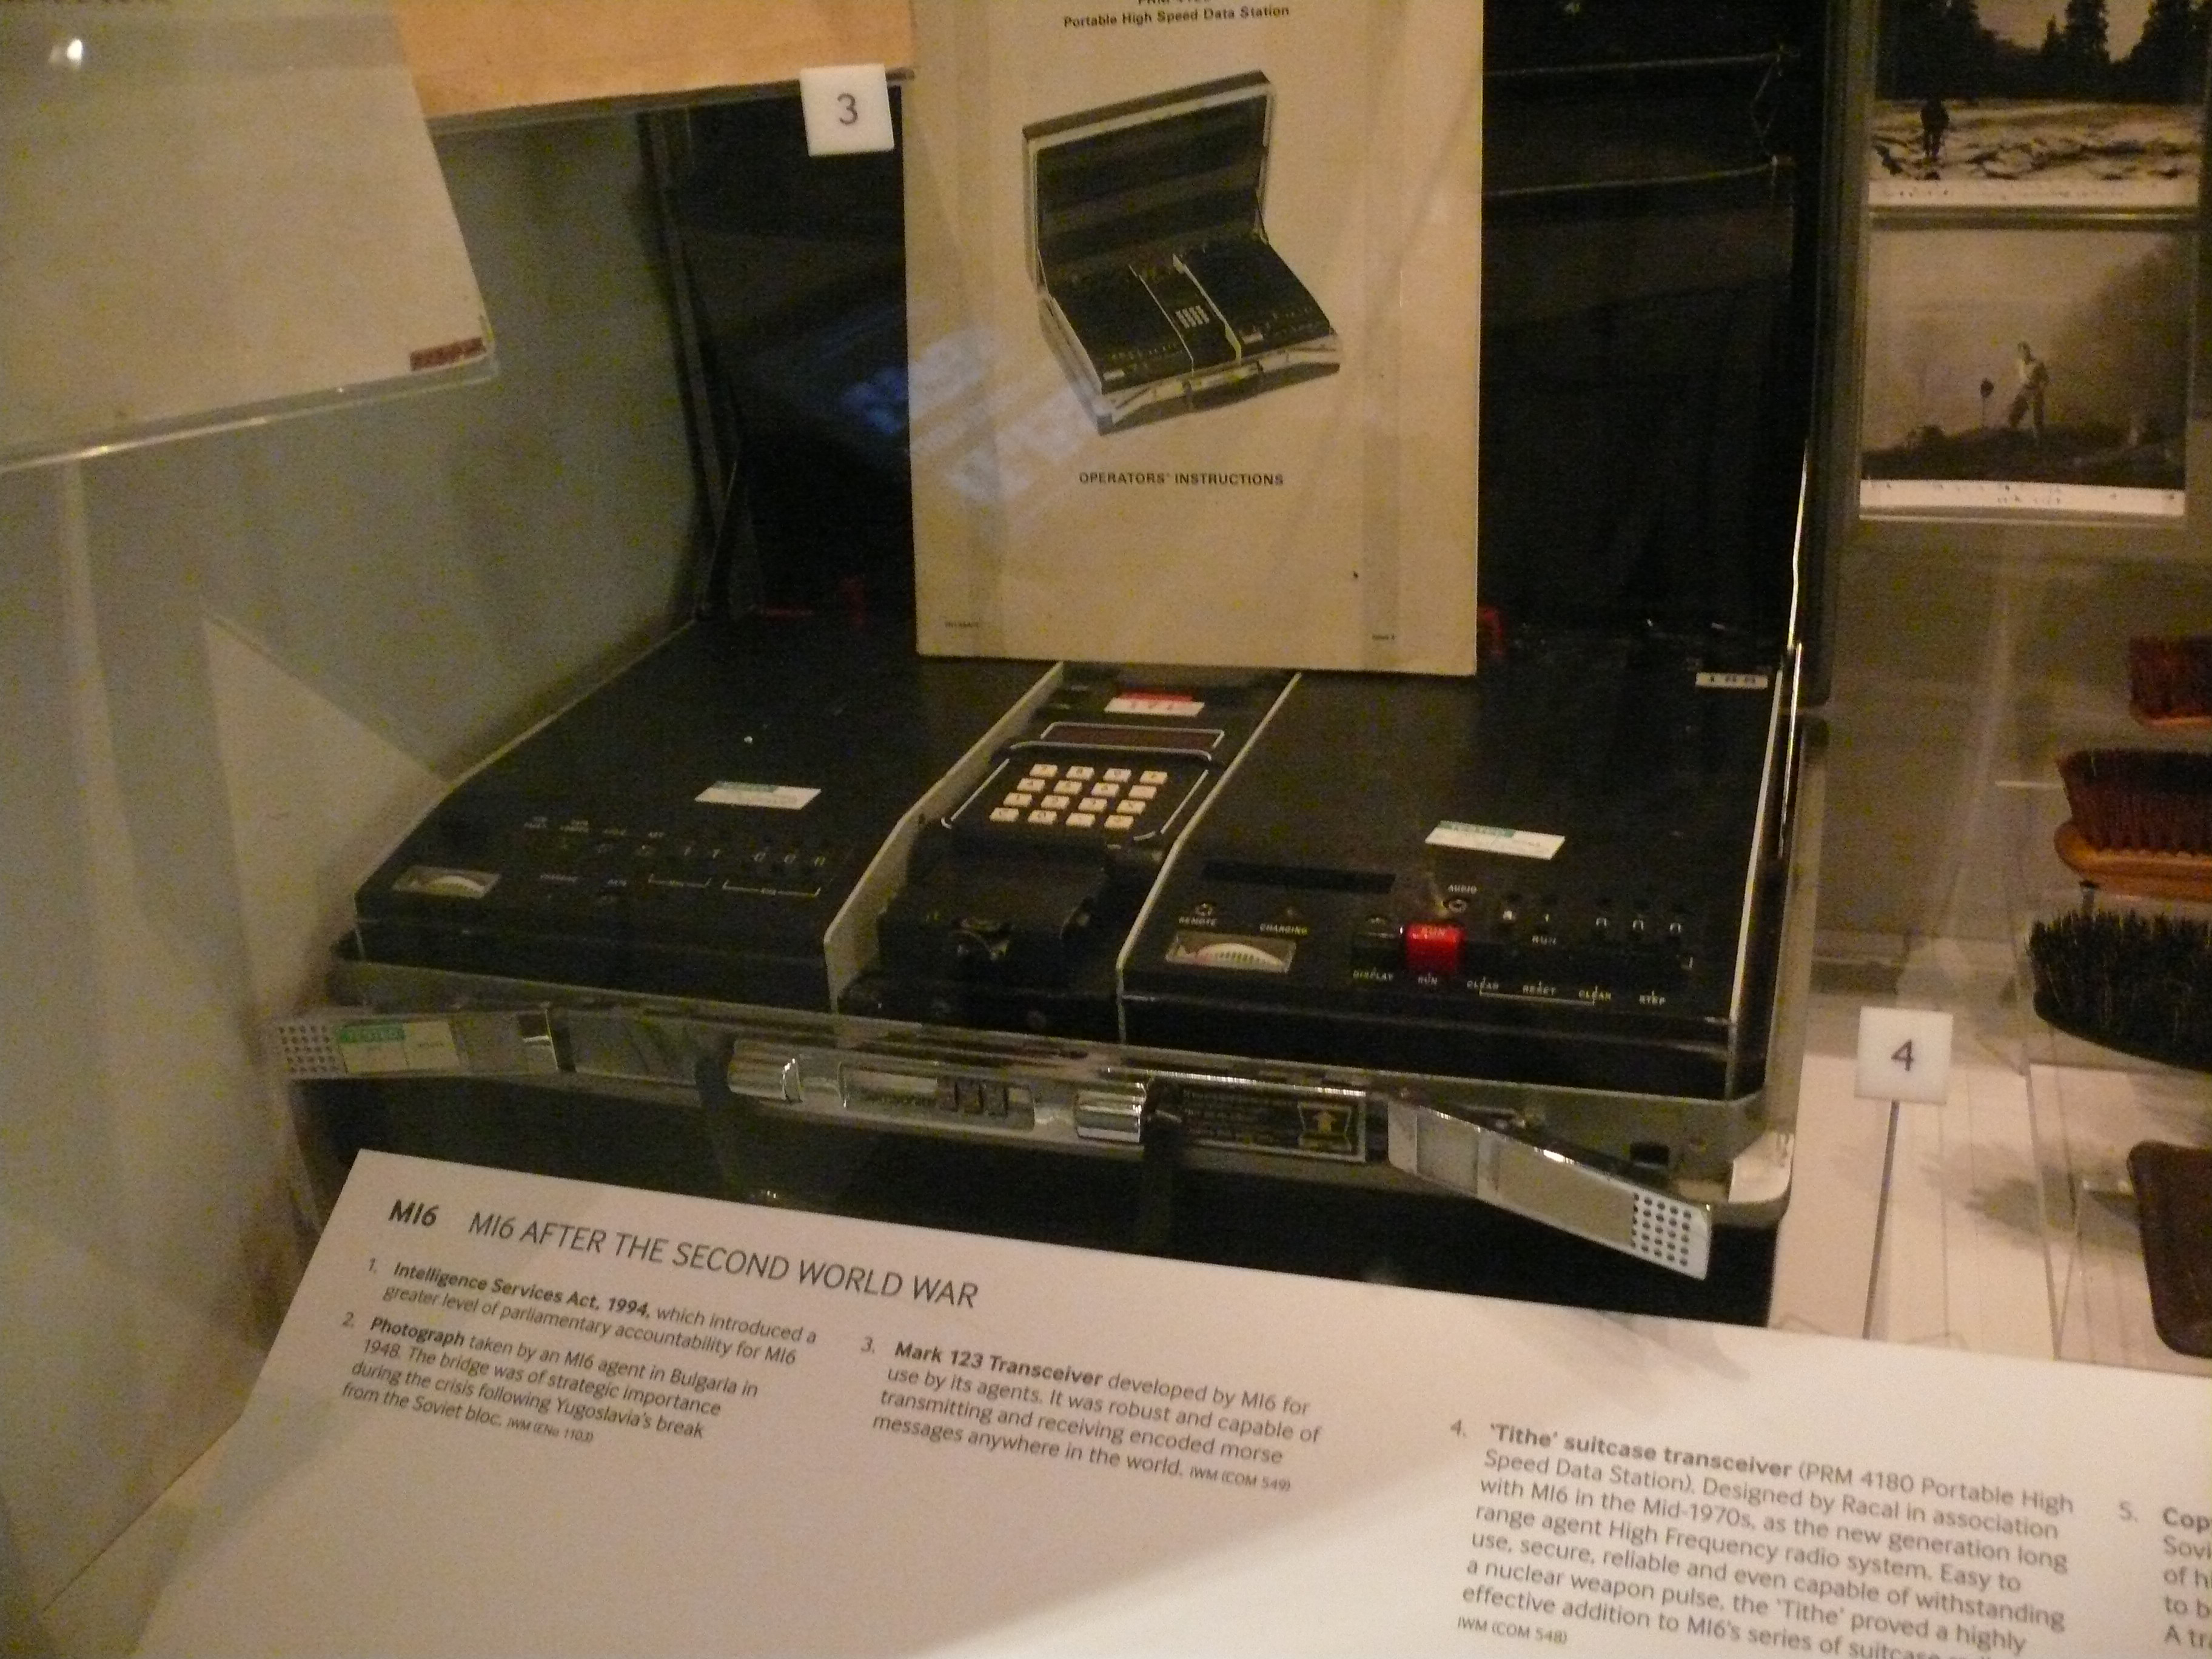 Portable High Speed Data Station
3
OPERATORS' INSTRUCTIONS
AUDIO
REMOTE
CHARGING
RUN
RUN
DISPLAY
RUN
CLEAR
RESET
CLEAR
STEP
4
MI6 MI6 AFTER THE SECOND WORLD WAR
1. Intelligence Services Act, 1994, which introduced a
greater level of parliamentary accountability for MI6
2. Photograph taken by an MI6 agent in Bulgaria in
1948. The bridge was of strategic importance
during the crisis following Yugoslavia's break
from the Soviet bloc.
3. Mark 123 Transceiver developed by MI6 for
use by its agents. It was robust and capable of
transmitting and receiving encoded morse
messages anywhere in the world. IWM (COM 549)
4. 'Tithe' suitcase transceiver (PRM 4180 Portable High
Speed Data Station). Designed by Racal in association
with MI6 in the Mid-1970s, as the new generation long
range agent High Frequency radio system. Easy to
use, secure, reliable and even capable of withstanding
a nuclear weapon pulse, the 'Tithe' proved a highly
effective addition to MI6's series of suitcase
IWM (COM 548)
5.
of
to
A